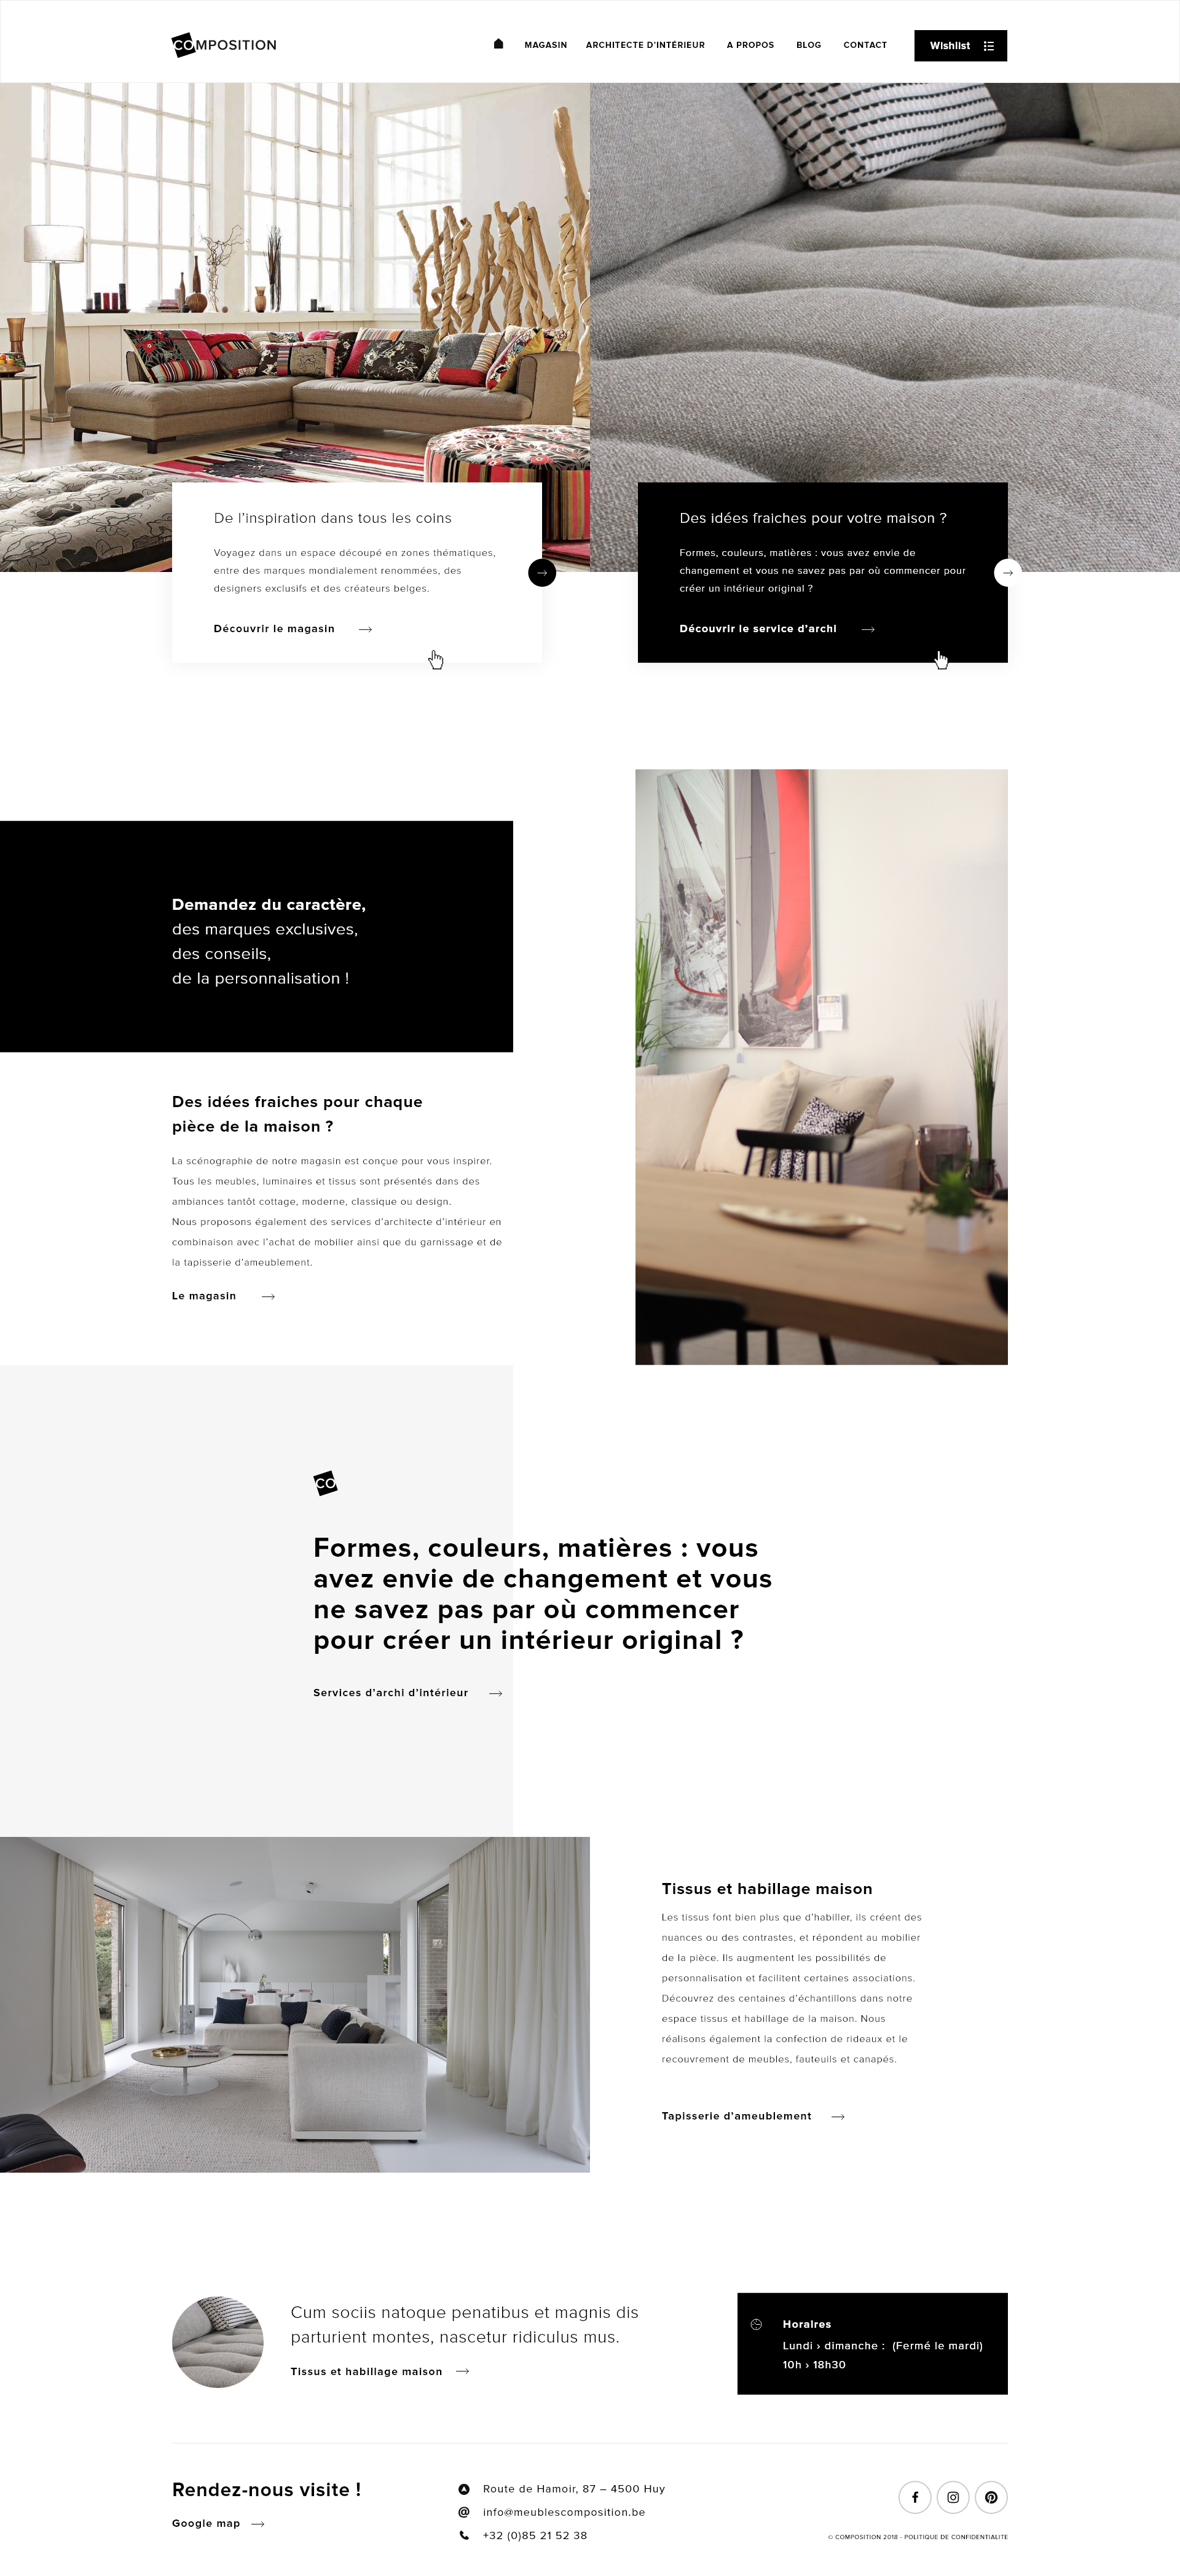 COMPOSITION
MAGASIN ARCHITECTE D'INTÉRIEUR A PROPOS BLOG CONTACT Wishlist
De l'inspiration dans tous les coins
Voyagez dans un espace découpé en zones thématiques,
entre des marques mondialement renommées, des
designers exclusifs et des créateurs belges.
Découvrir le magasin
Des idées fraiches pour votre maison ?
Formes, couleurs, matières : vous avez envie de
changement et vous ne savez pas par où commencer pour
créer un intérieur original ?
Découvrir le service d'archi
Demandez du caractère,
des marques exclusives,
des conseils,
de la personnalisation !
Des idées fraiches pour chaque
pièce de la maison ?
La scénographie de notre magasin est conçue pour vous inspirer.
Tous les meubles, luminaires et tissus sont présentés dans des
ambiances tantôt cottage, moderne, classique ou design.
Nous proposons également des services d'architecte d'intérieur en
combinaison avec l'achat de mobilier ainsi que du garnissage et de
la tapisserie d'ameublement.
Le magasin
CO
Formes, couleurs, matières : vous
avez envie de changement et vous
ne savez pas par où commencer
pour créer un intérieur original ?
Services d'archi d'intérieur
Tissus et habillage maison
Les tissus font bien plus que d'habiller, ils créent des
nuances ou des contrastes, et répondent au mobilier
de la pièce. Ils augmentent les possibilités de
personnalisation et facilitent certaines associations.
Découvrez des centaines d'échantillons dans notre
espace tissus et habillage de la maison. Nous
réalisons également la confection de rideaux et le
recouvrement de meubles, fauteuils et canapés.
Tapisserie d'ameublement
Cum sociis natoque penatibus et magnis dis
parturient montes, nascetur ridiculus mus.
Tissus et habillage maison
Horaires
Lundi › dimanche : (Fermé le mardi)
10h › 18h30
Rendez-nous visite !
Google map
Route de Hamoir, 87 – 4500 Huy
info@meublescomposition.be
+32 (0)85 21 52 38
© COMPOSITION 2018 - POLITIQUE DE CONFIDENTIALITE